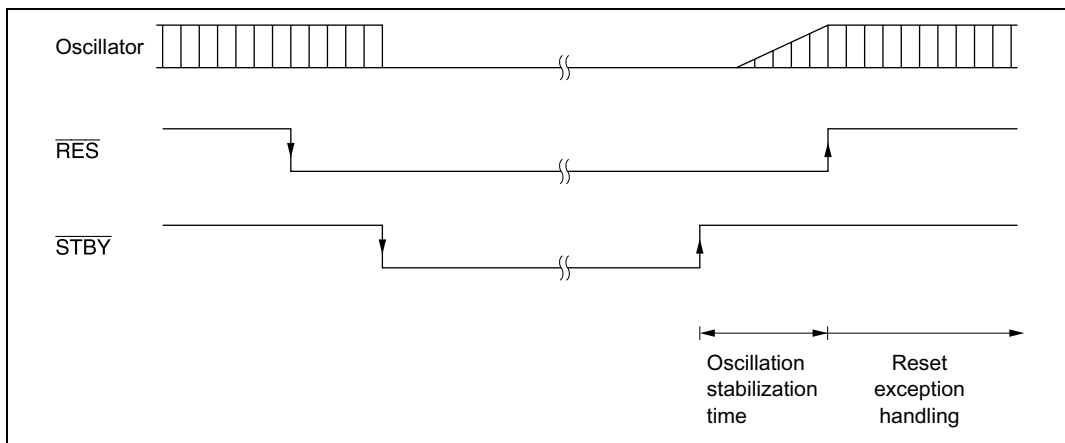 Oscillator
RES
STBY
Oscillation
stabilization
time
Reset
exception
handling